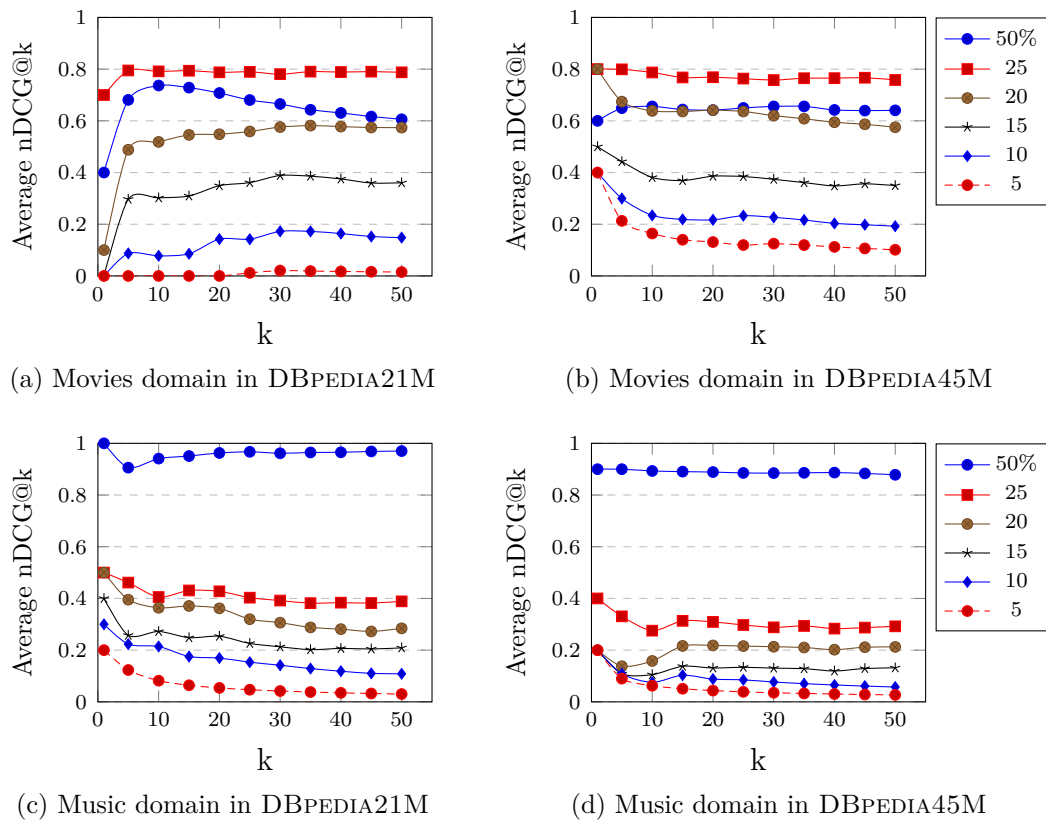 1
0.8
0.6
0.4
0.2
0
0 10 20 30 40 50
Average nDCG@k
k
(a) Movies domain in DBPEDIA21M
1
0.8
0.6
0.4
0.2
0
0 10 20 30 40 50
Average nDCG@k
k
(b) Movies domain in DBPEDIA45M
50%
25
20
15
10
5
1
0.8
0.6
0.4
0.2
0
0 10 20 30 40 50
Average nDCG@k
k
(c) Music domain in DBPEDIA21M
1
0.8
0.6
0.4
0.2
0
0 10 20 30 40 50
Average nDCG@k
k
(d) Music domain in DBPEDIA45M
50%
25
20
15
10
5